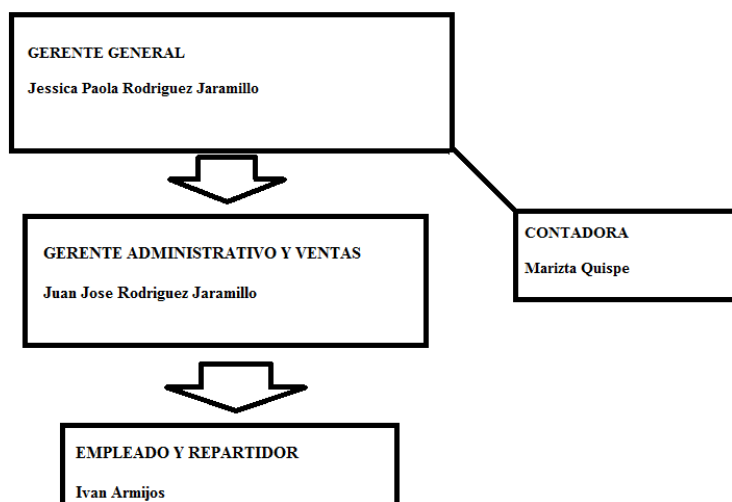 GERENTE GENERAL
Jessica Paola Rodriguez Jaramillo
GERENTE ADMINISTRATIVO Y VENTAS
Juan Jose Rodriguez Jaramillo
CONTADORA
Marizta Quispe
EMPLEADO Y REPARTIDOR
Ivan Armijos